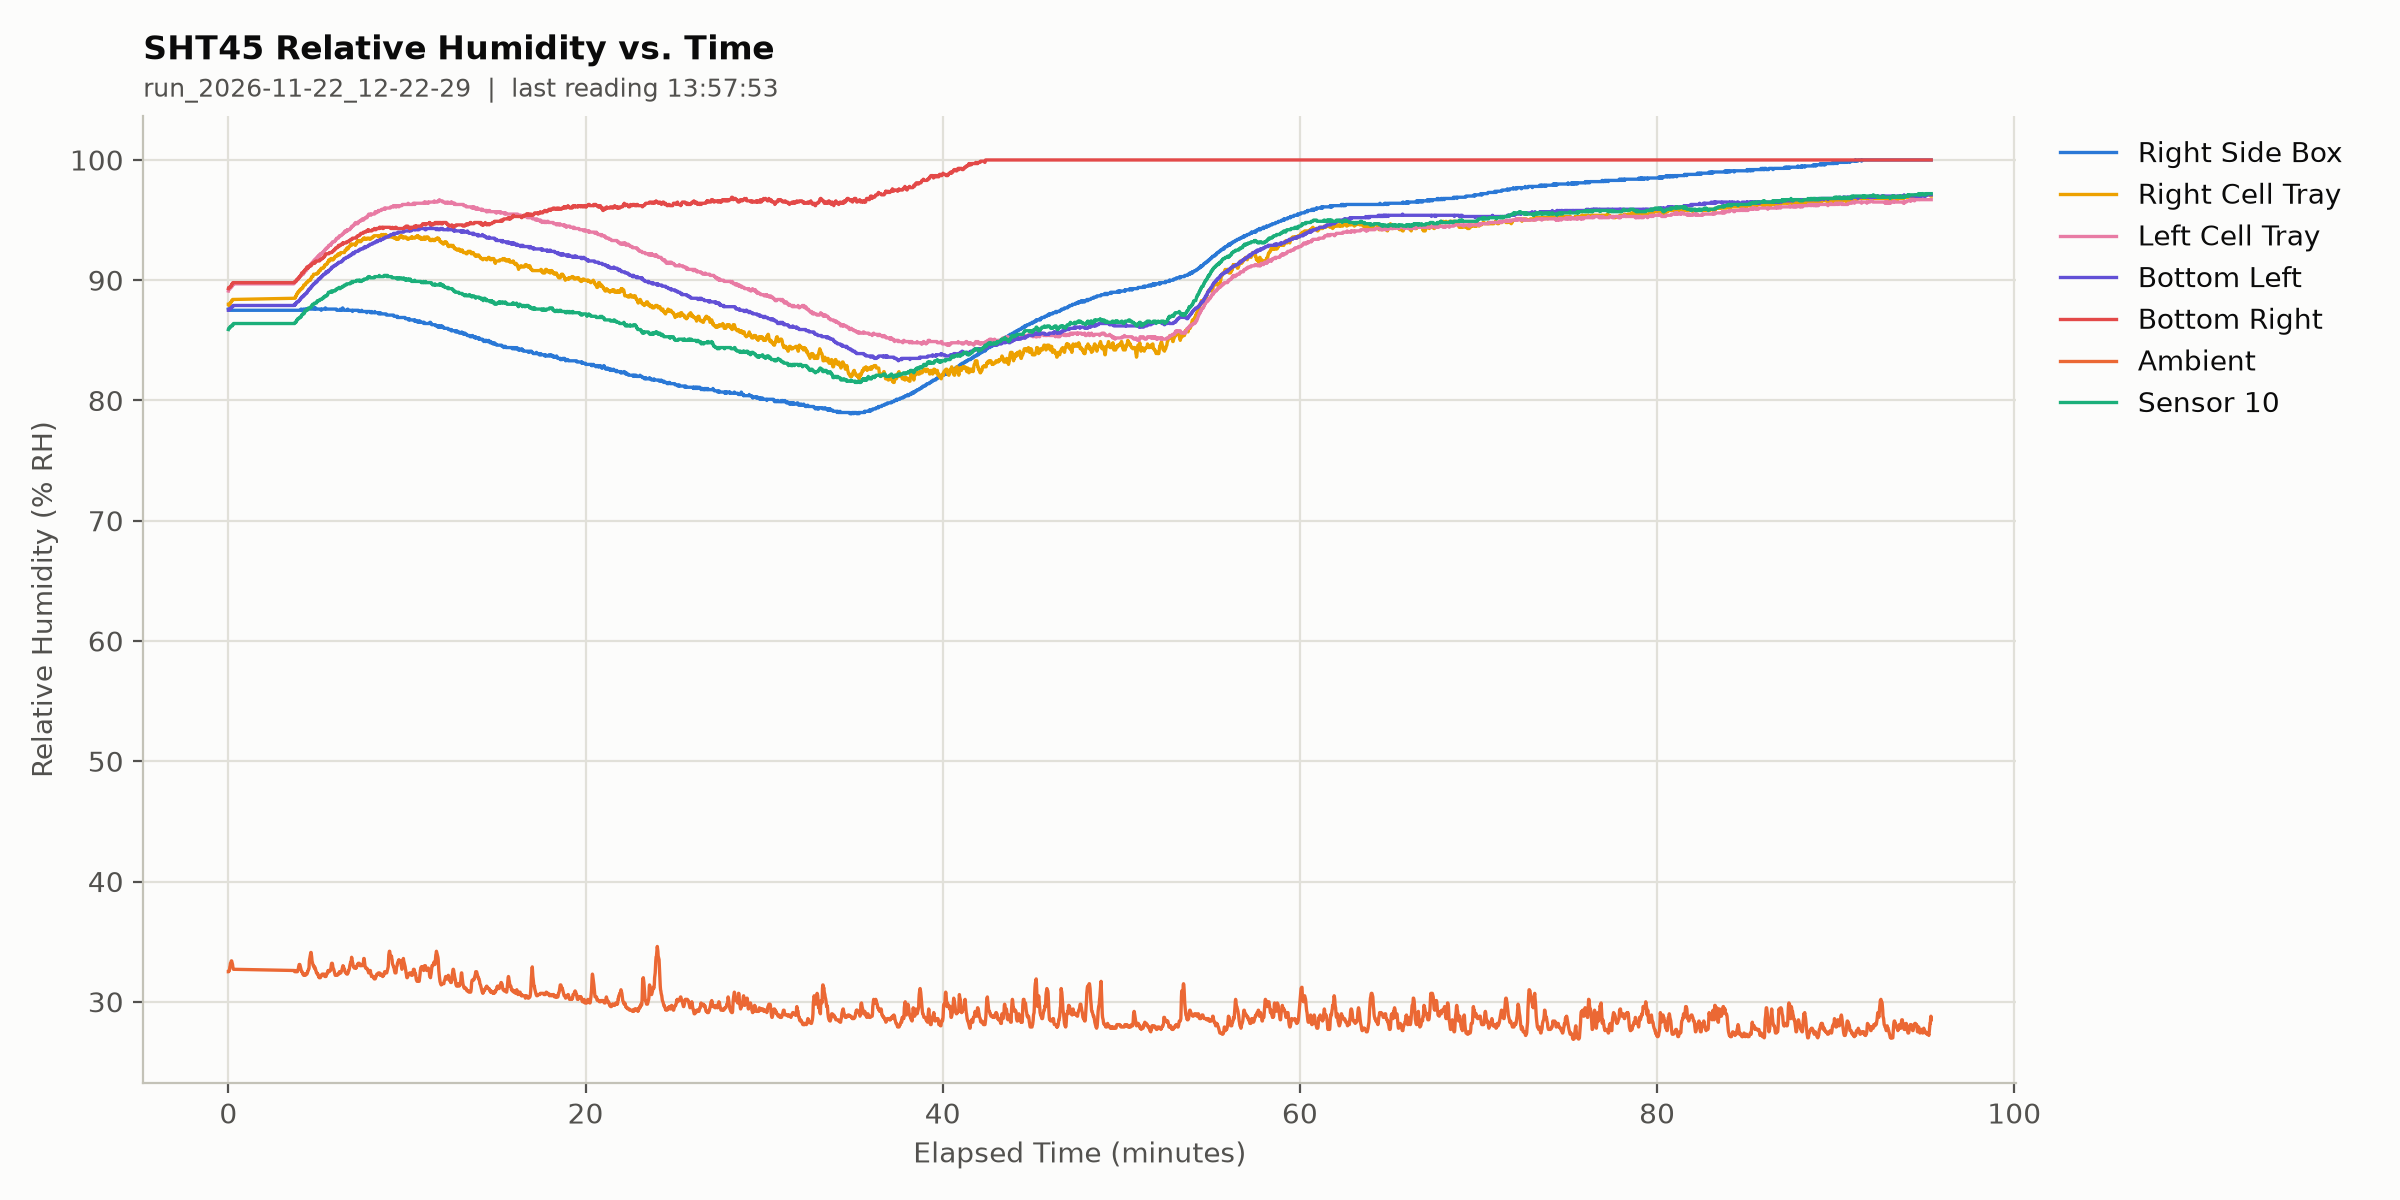 SHT45 Relative Humidity vs. Time
run_2026-11-22_12-22-29  |  last reading 13:57:53
Relative Humidity (% RH)
100
90
80
70
60
50
40
30
0
20
40
60
80
100
Elapsed Time (minutes)
Right Side Box
Right Cell Tray
Left Cell Tray
Bottom Left
Bottom Right
Ambient
Sensor 10